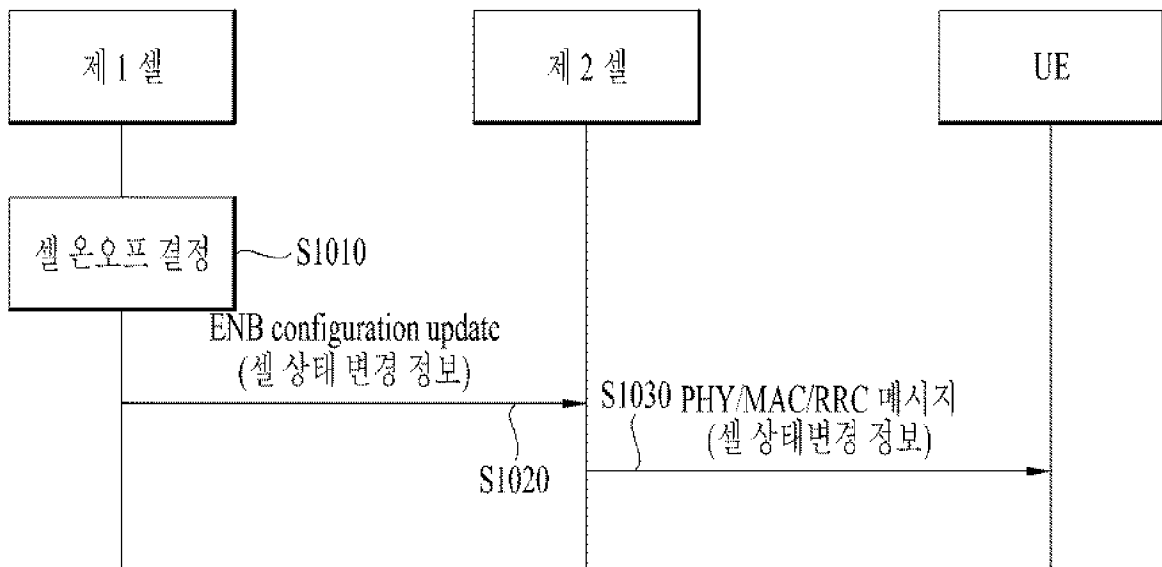 제 1 셀
제 2 셀
UE
셀 온오프 결정
S1010
ENB configuration update
(셀 상태 변경 정보)
S1020
S1030
PHY/MAC/RRC 메시지
(셀 상태변경 정보)